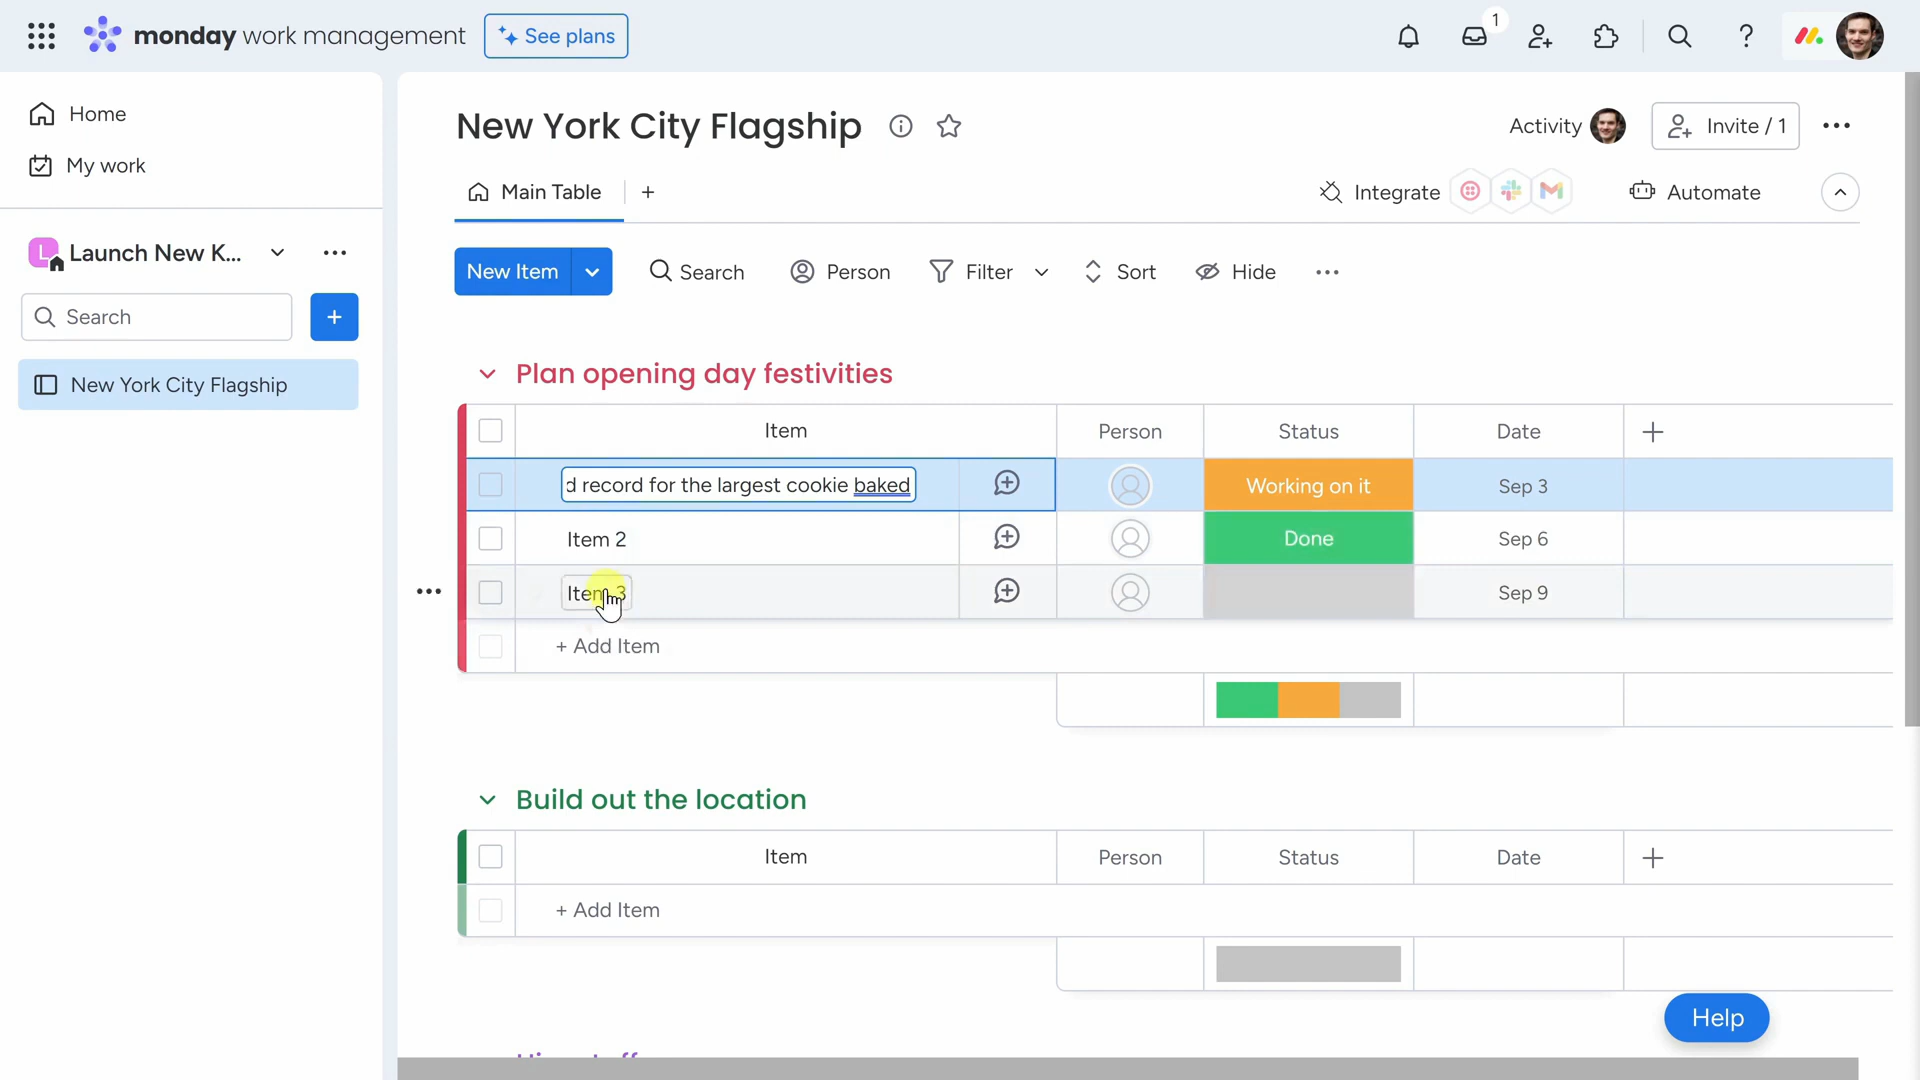 monday work management
See plans
1
Home
My work
L Launch New K...
Search
New York City Flagship
New York City Flagship
Activity
Invite / 1
Main Table
Integrate
Automate
New Item
Search
Person
Filter
Sort
Hide
Plan opening day festivities
Item Person Status Date
d record for the largest cookie baked Working on it Sep 3
Item 2 Done Sep 6
Item 3 Sep 9
+ Add Item
Build out the location
Item Person Status Date
+ Add Item
Help